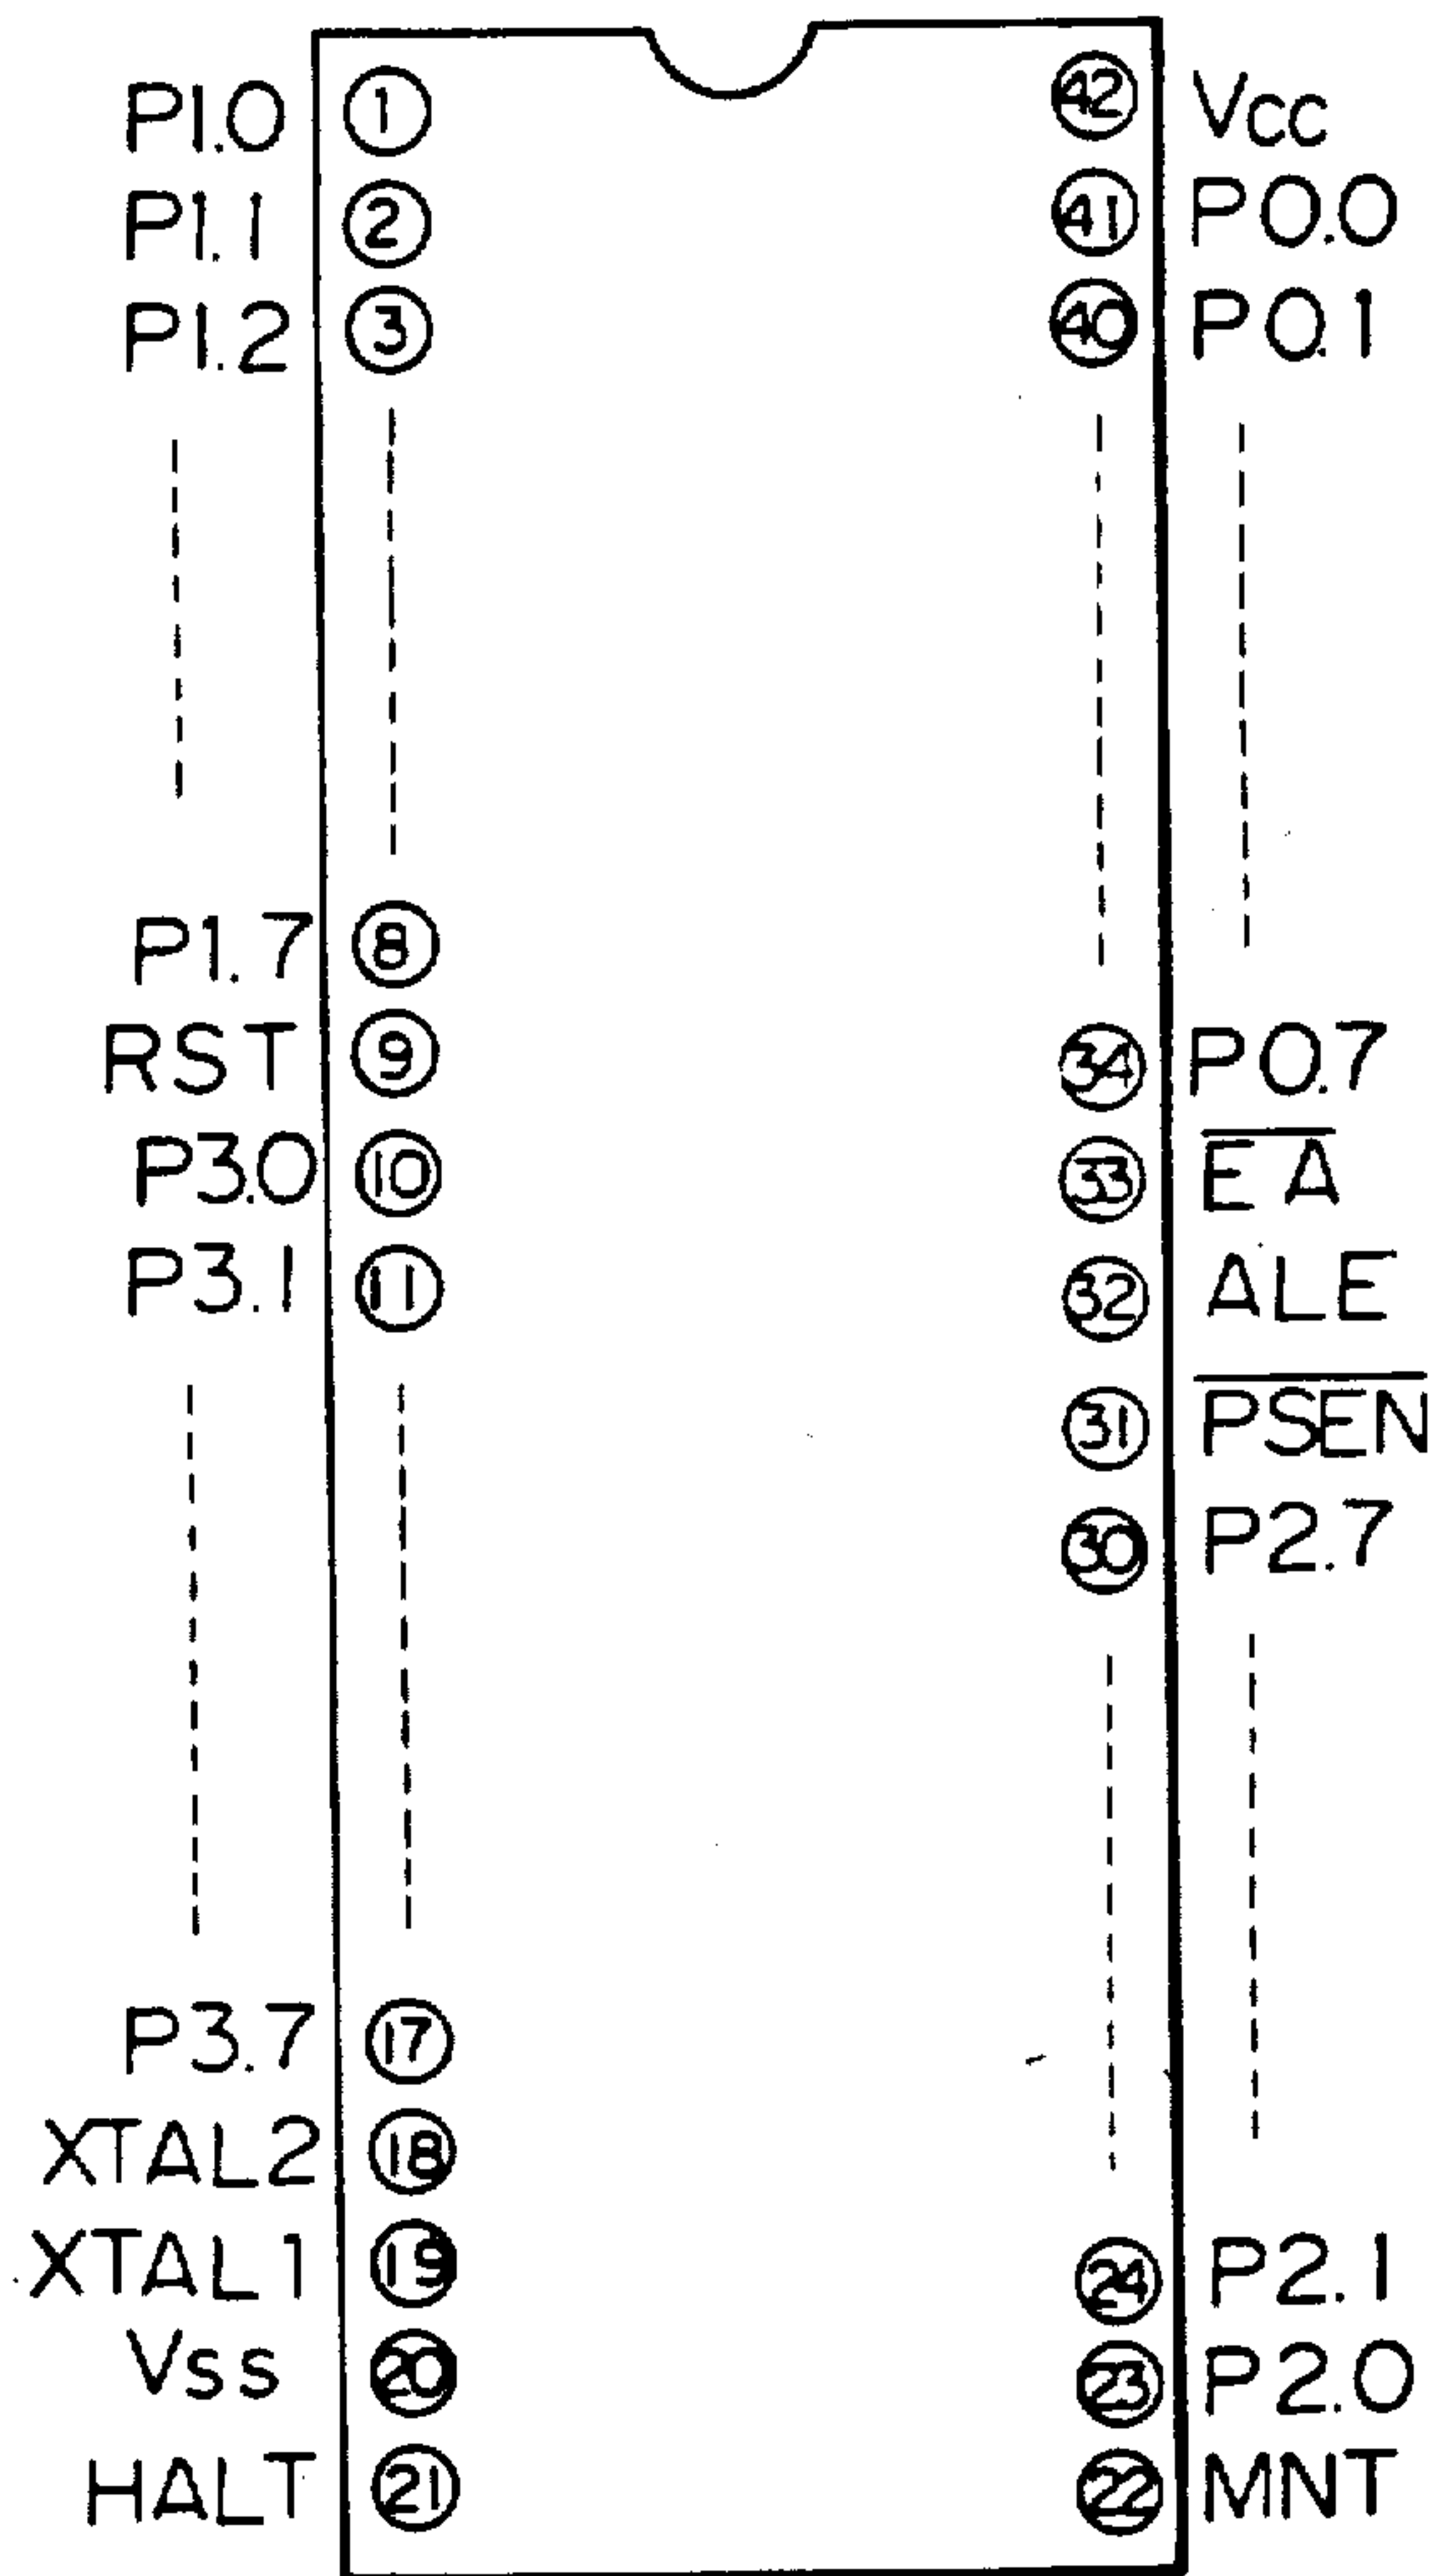 P1.0 1 42 Vcc
P1.1 2 41 P0.0
P1.2 3 40 P0.1
P1.7 8
RST 9 34 P0.7
P3.0 10 33 E̅A̅
P3.1 11 32 ALE
31 P̅S̅E̅N̅
30 P2.7
P3.7 17
XTAL2 18
XTAL1 19 24 P2.1
Vss 20 23 P2.0
HALT 21 22 MNT